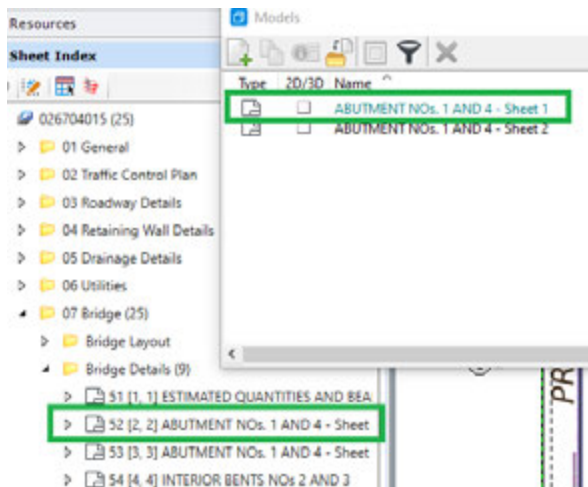 Resources
Sheet Index
026704015 (25)
01 General
02 Traffic Control Plan
03 Roadway Details
04 Retaining Wall Details
05 Drainage Details
06 Utilities
07 Bridge (25)
Bridge Layout
Bridge Details (9)
51 [1, 1] ESTIMATED QUANTITIES AND BEA
52 [2, 2] ABUTMENT NOs. 1 AND 4 - Sheet
53 [3, 3] ABUTMENT NOs. 1 AND 4 - Sheet
54 [4, 4] INTERIOR BENTS NOs 2 AND 3
Models
Type 2D/3D Name
ABUTMENT NOs. 1 AND 4 - Sheet 1
ABUTMENT NOs. 1 AND 4 - Sheet 2
PR